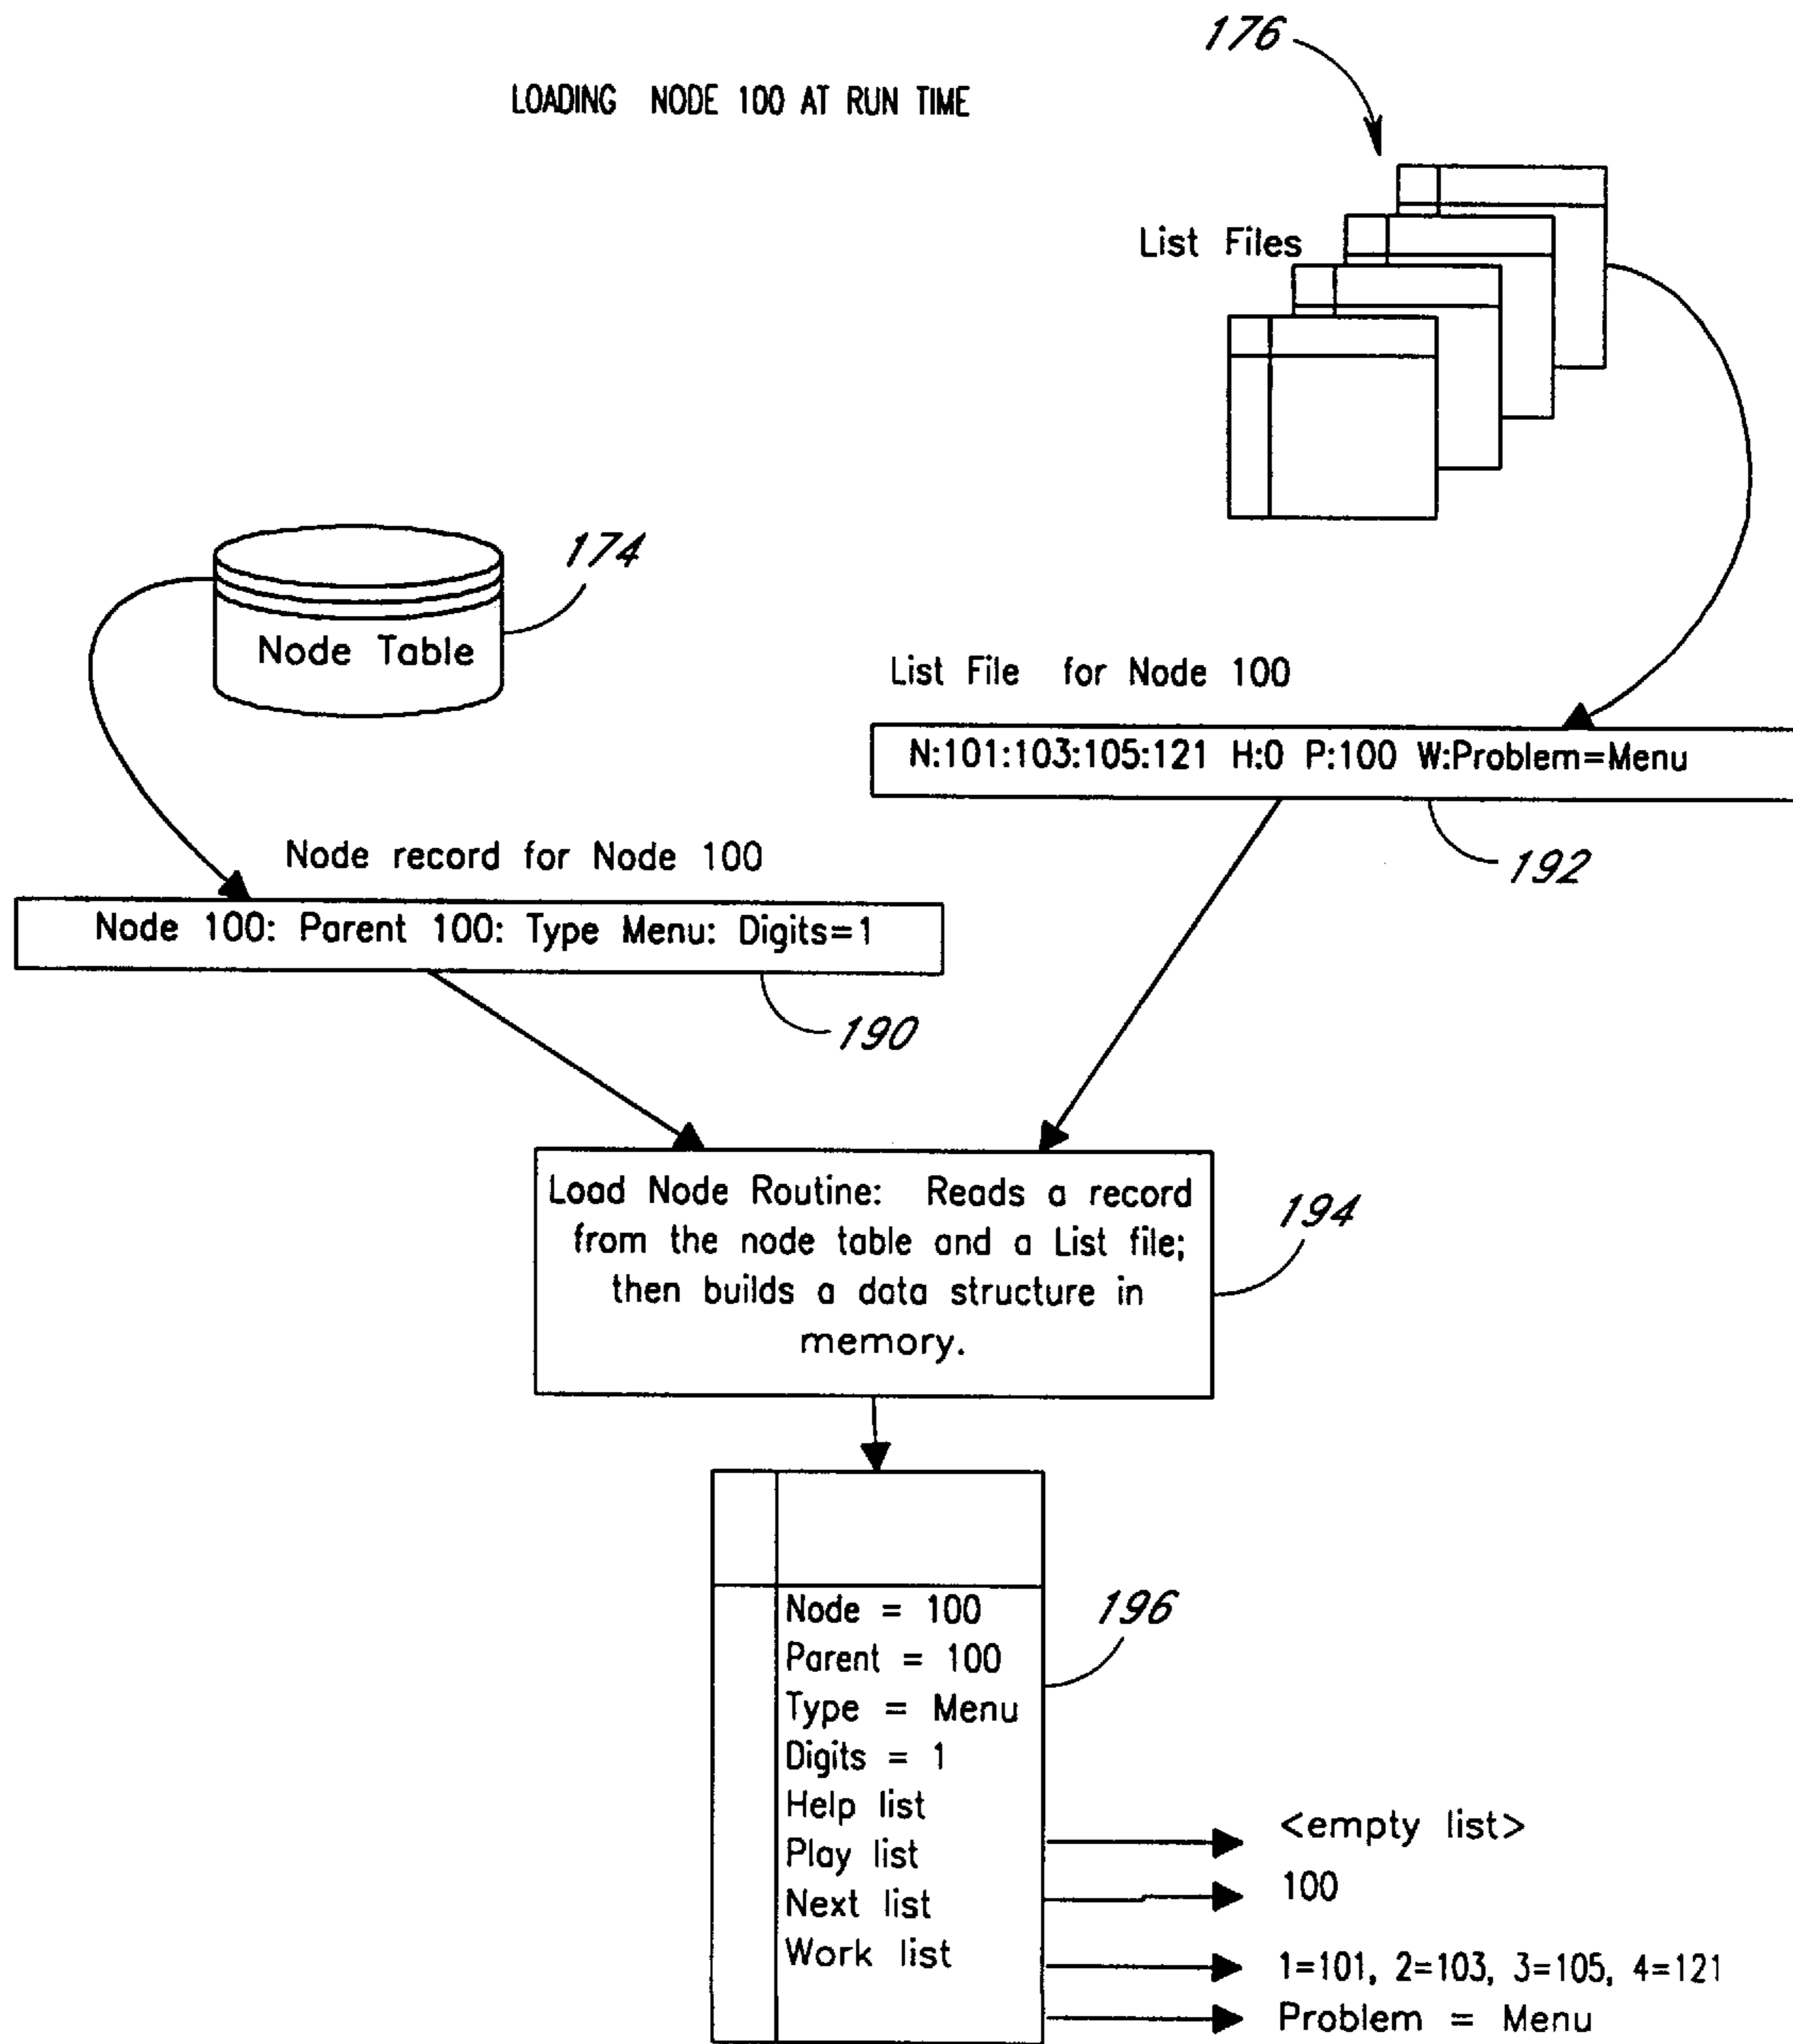 176
LOADING NODE 100 AT RUN TIME
List Files
174
Node Table
List File for Node 100
N:101:103:105:121 H:0 P:100 W:Problem=Menu
192
Node record for Node 100
Node 100: Parent 100: Type Menu: Digits=1
190
Load Node Routine: Reads a record
from the node table and a List file;
then builds a data structure in
memory.
194
Node = 100
196
Parent = 100
Type = Menu
Digits = 1
Help list
<empty list>
Play list
100
Next list
Work list
1=101, 2=103, 3=105, 4=121
Problem = Menu